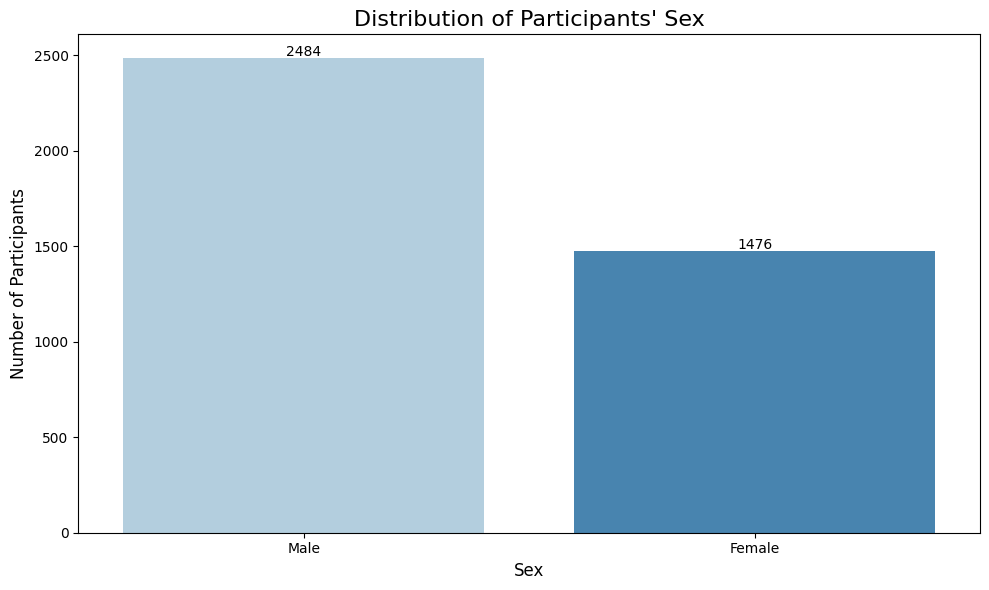 Distribution of Participants' Sex
2484
1476
2500
2000
1500
1000
500
0
Number of Participants
Male
Female
Sex